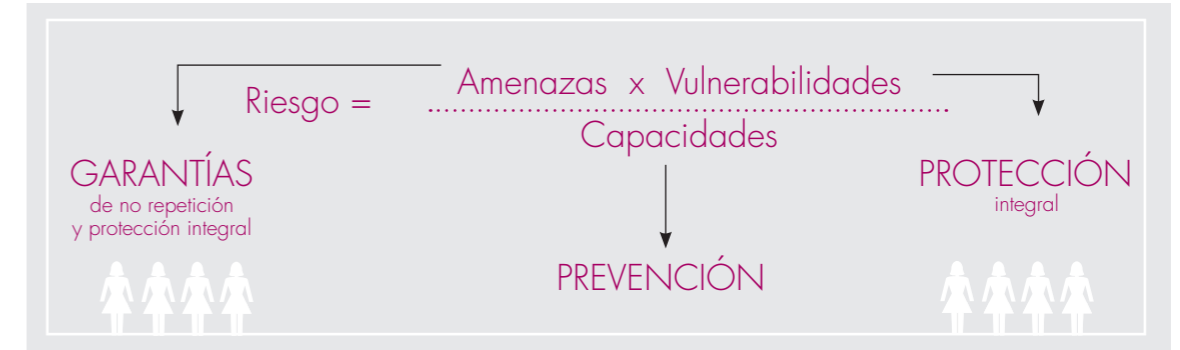 Amenazas x Vulnerabilidades
Riesgo =
Capacidades
GARANTÍAS
de no repetición
y protección integral
PREVENCIÓN
PROTECCIÓN
integral